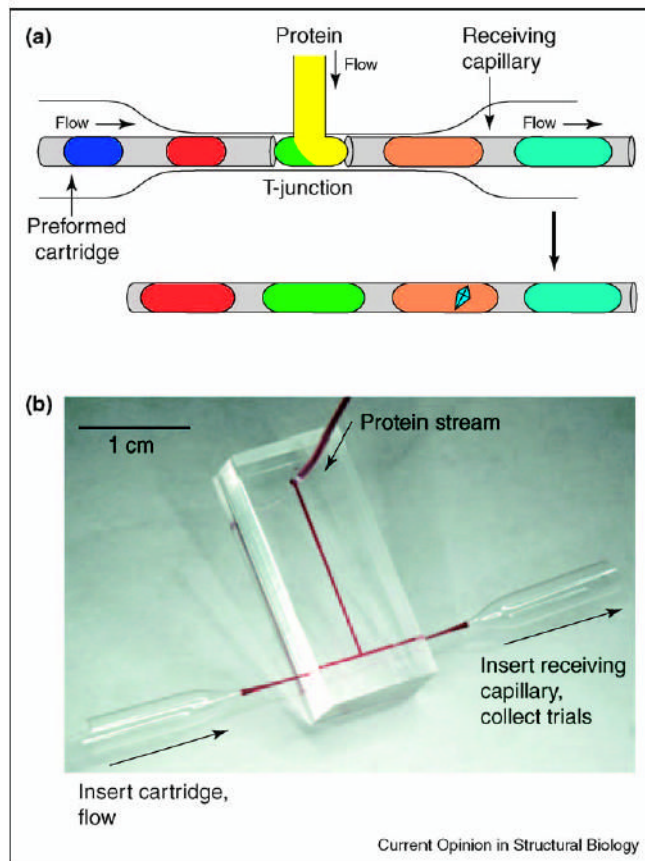 (a)
Protein
Flow
Receiving
capillary
Flow
Flow
T-junction
Preformed
cartridge
(b)
1 cm
Protein stream
Insert receiving
capillary,
collect trials
Insert cartridge,
flow
Current Opinion in Structural Biology